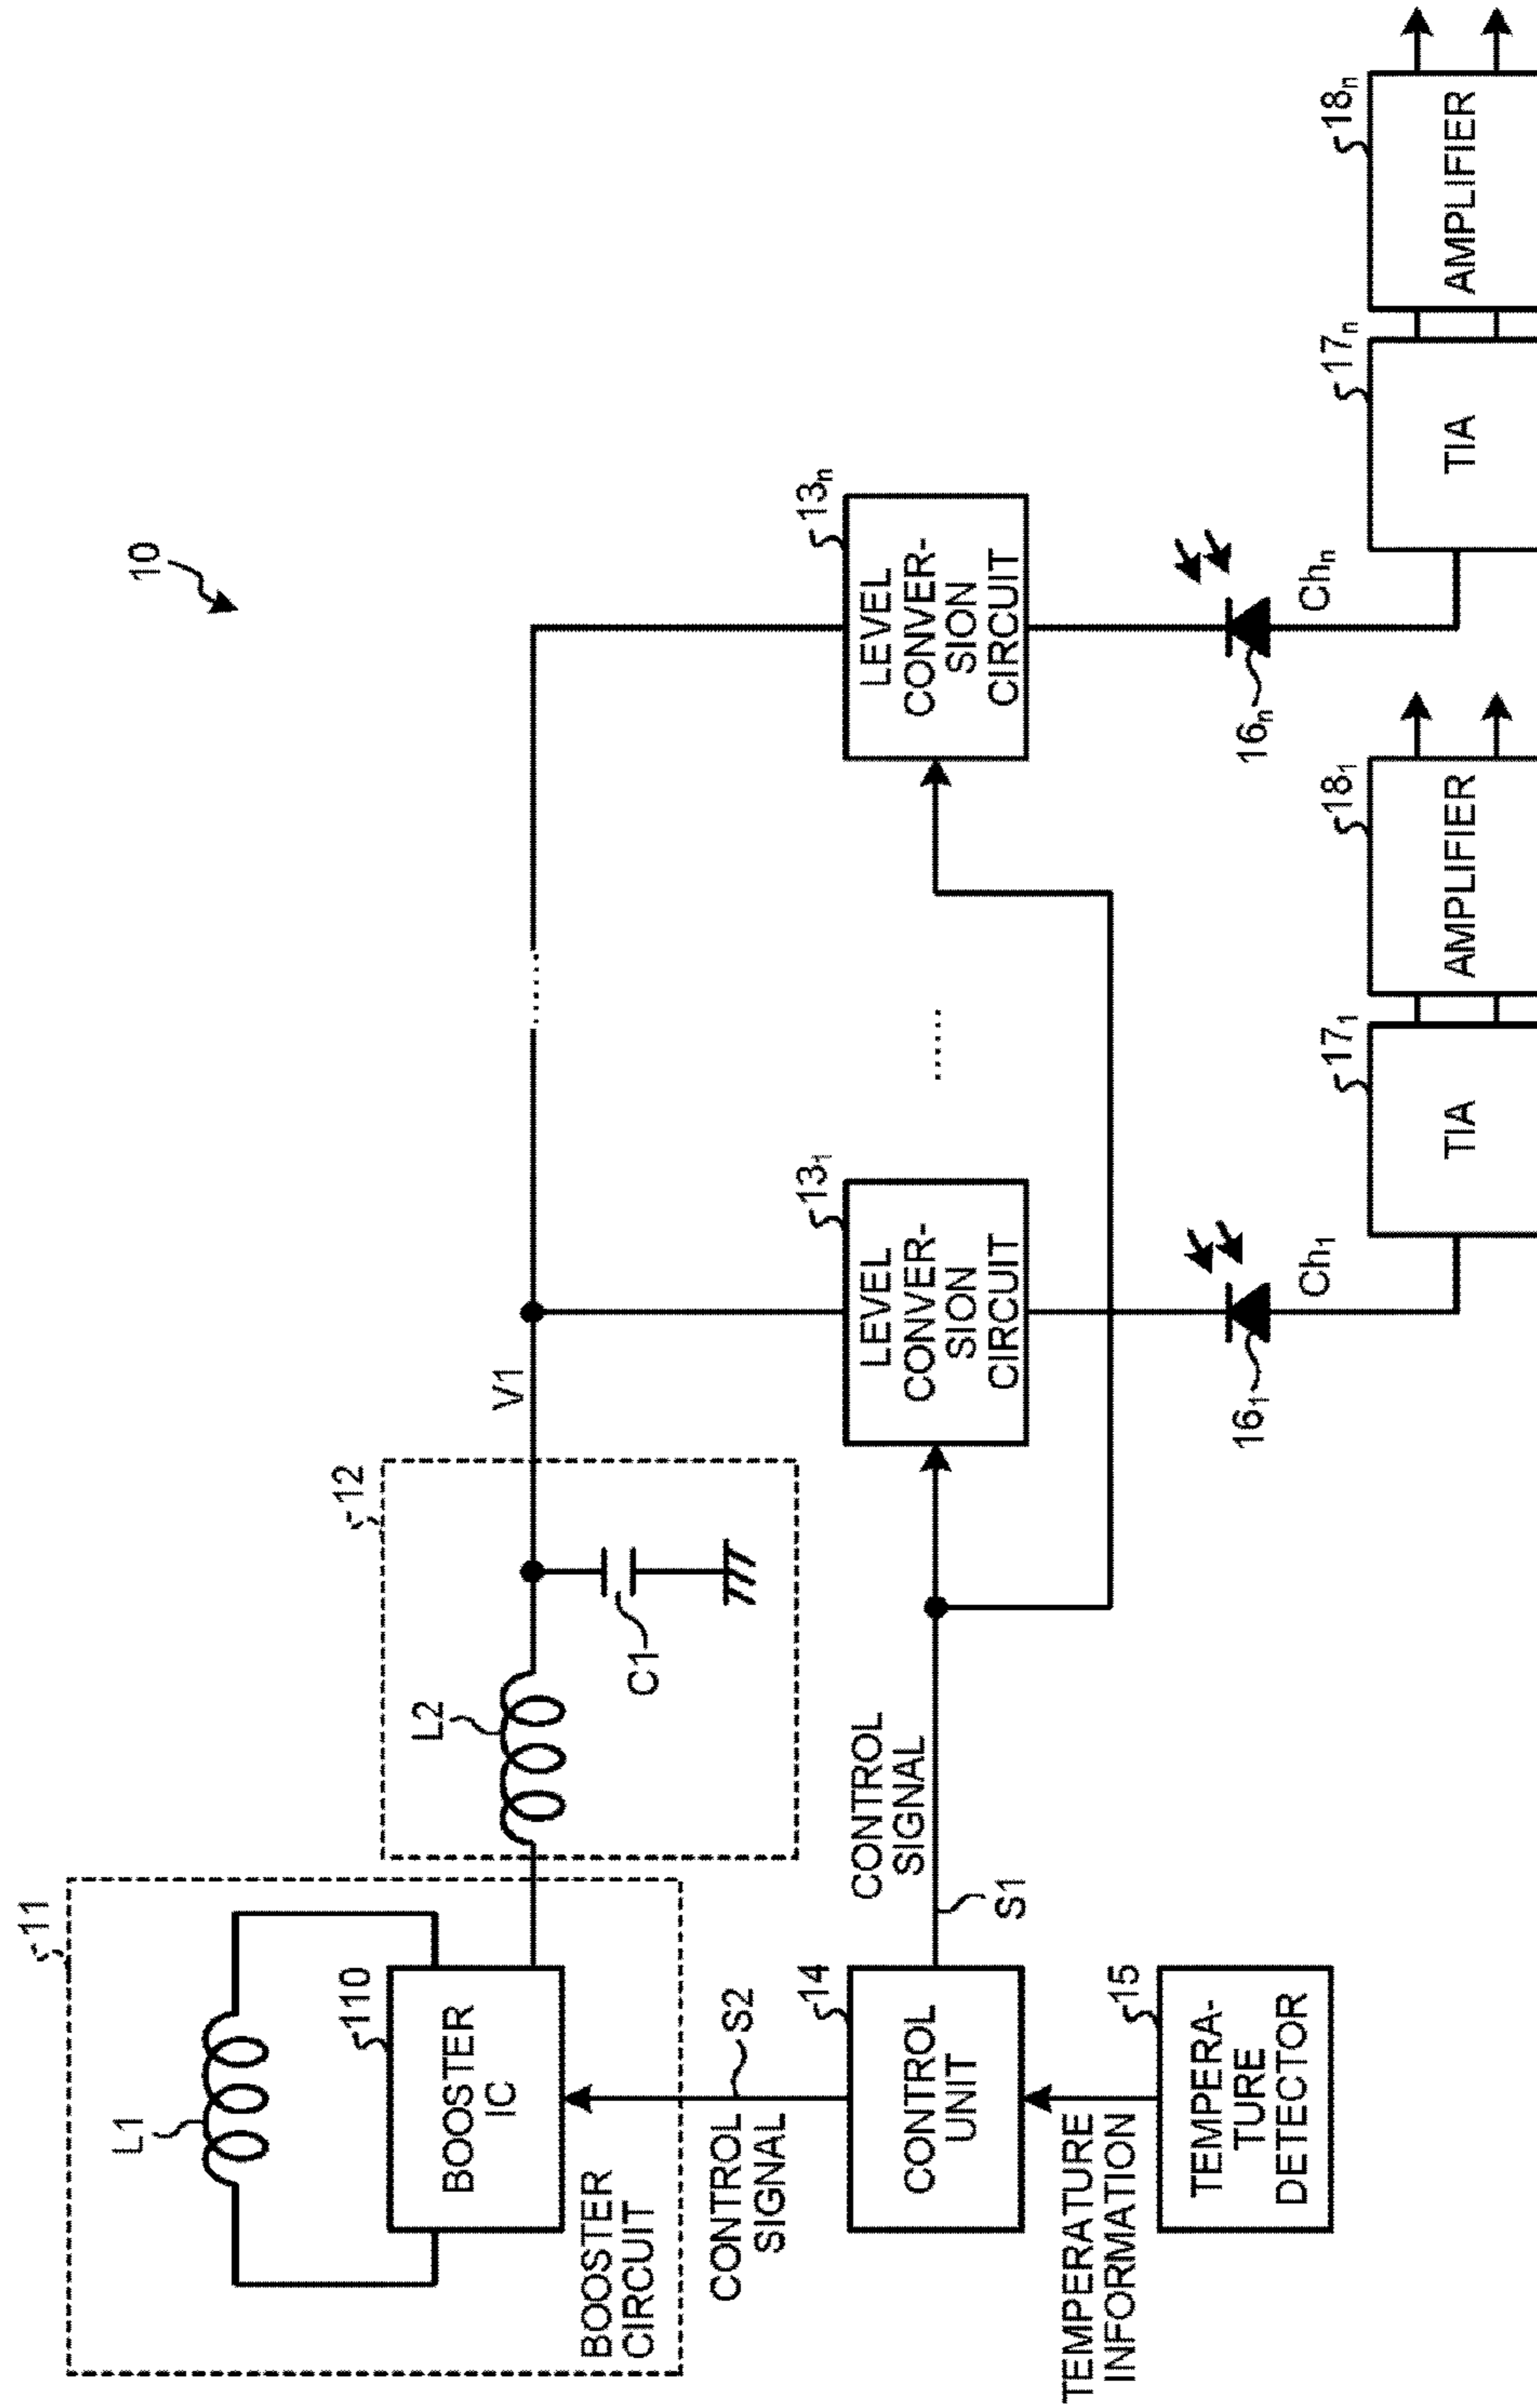 10
11
L1
110
BOOSTER
IC
BOOSTER
CIRCUIT
12
L2
C1
V1
CONTROL
SIGNAL
S2
14
CONTROL
UNIT
CONTROL
SIGNAL
S1
TEMPERATURE
INFORMATION
15
TEMPERA-
TURE
DETECTOR
13₁
LEVEL
CONVER-
SION
CIRCUIT
.....
.....
13ₙ
LEVEL
CONVER-
SION
CIRCUIT
16₁
Ch₁
17₁
TIA
18₁
AMPLIFIER
16ₙ
Chₙ
17ₙ
TIA
18ₙ
AMPLIFIER